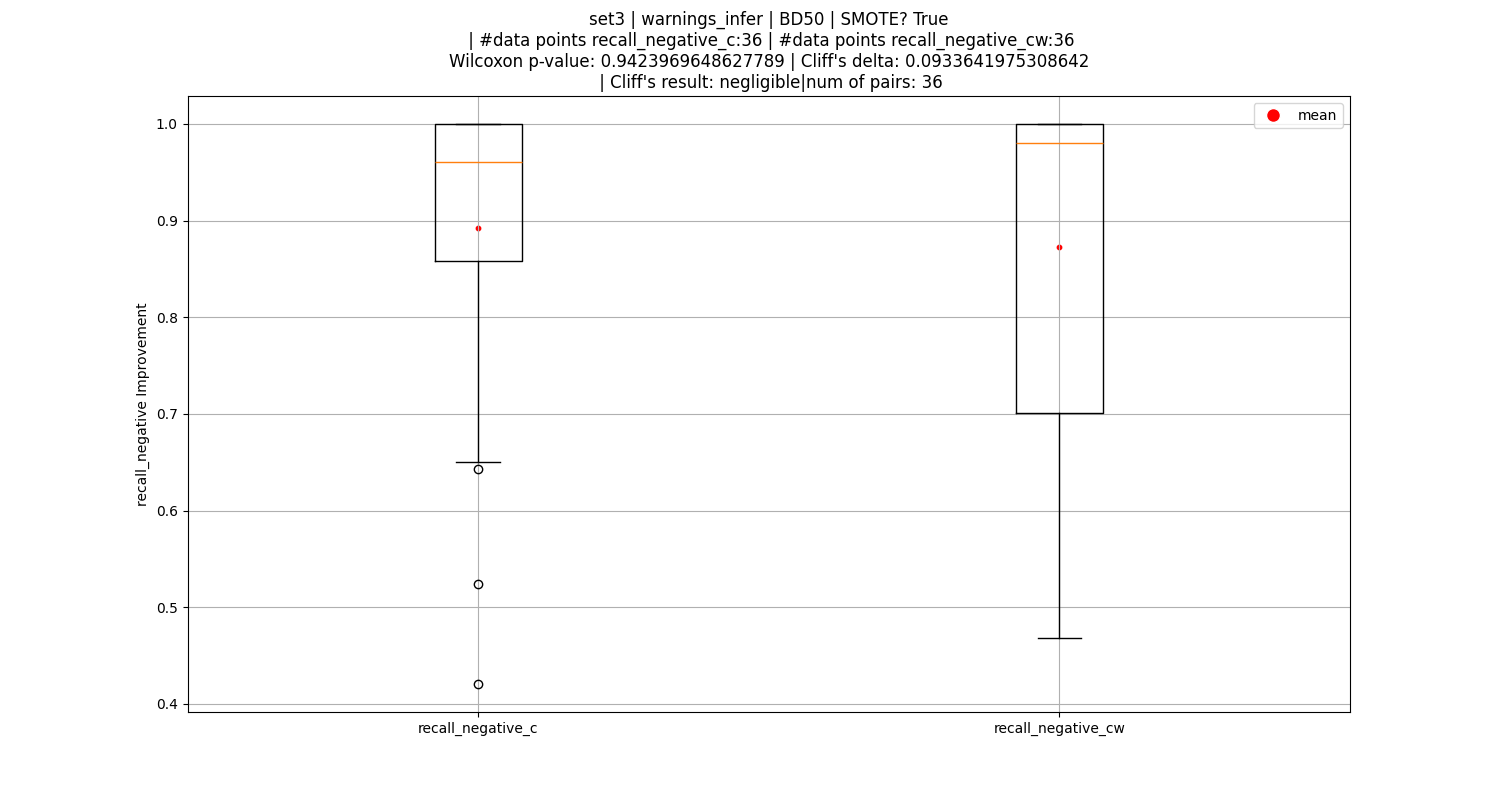 set3 | warnings_infer | BD50 | SMOTE? True
| #data points recall_negative_c:36 | #data points recall_negative_cw:36
Wilcoxon p-value: 0.9423969648627789 | Cliff's delta: 0.0933641975308642
| Cliff's result: negligible|num of pairs: 36
mean
1.0
0.9
0.8
0.7
0.6
0.5
0.4
recall_negative Improvement
recall_negative_c
recall_negative_cw